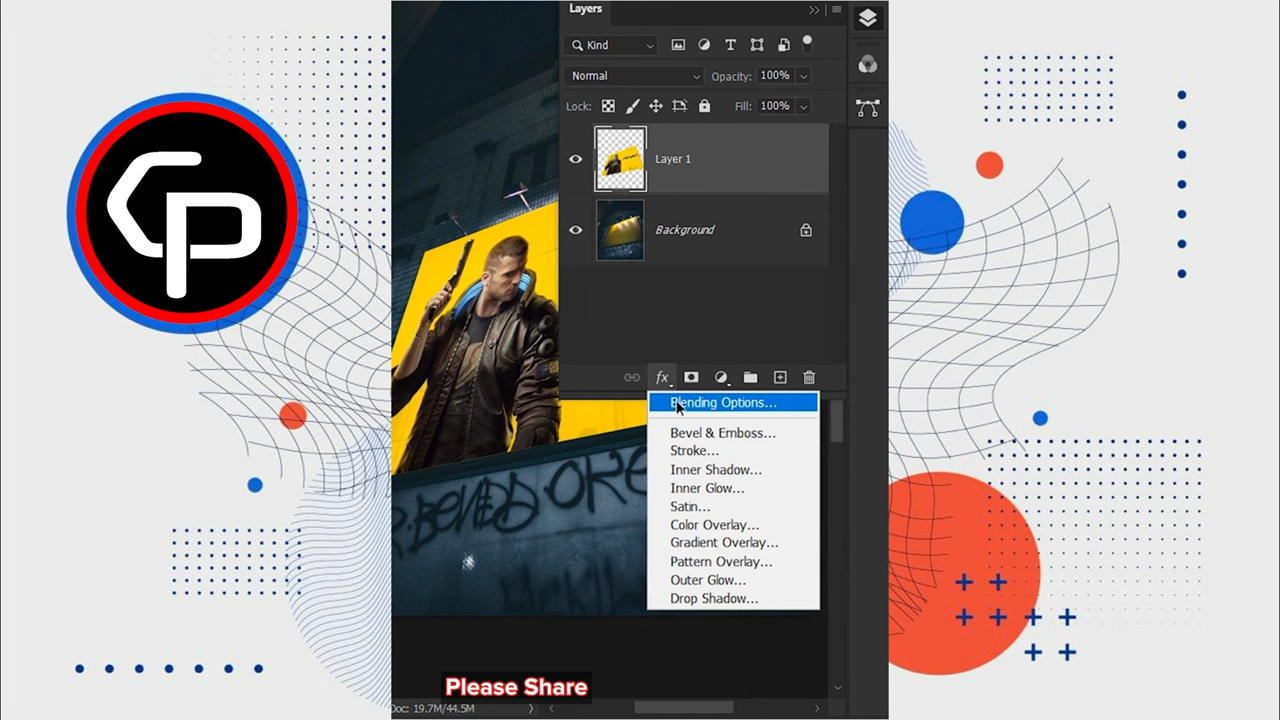 Layers
Kind
Normal
Opacity: 100%
Lock:
Fill: 100%
Layer 1
Background
fx
Blending Options...
Bevel & Emboss...
Stroke...
Inner Shadow...
Inner Glow...
Satin...
Color Overlay...
Gradient Overlay...
Pattern Overlay...
Outer Glow...
Drop Shadow...
Please Share
Doc: 19.7M/44.5M
CP